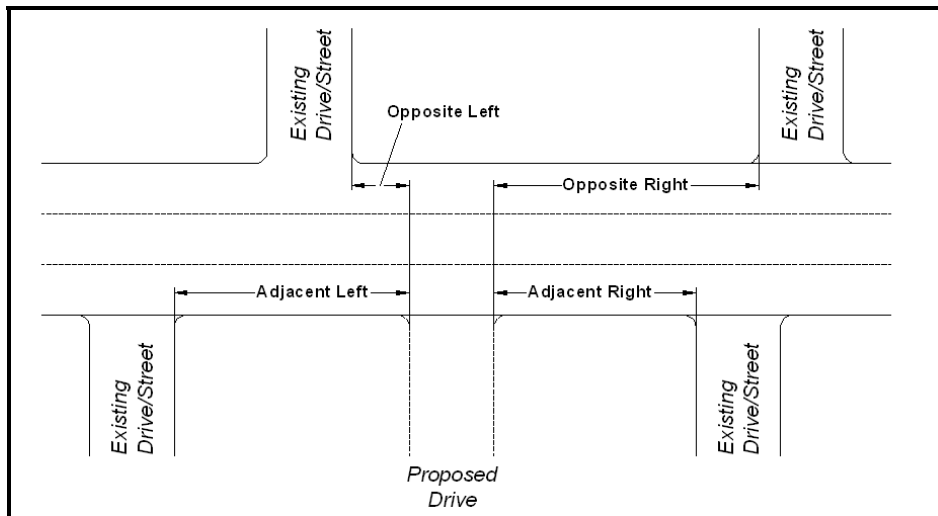 Existing
Drive/Street
Existing
Drive/Street
Opposite Left
Opposite Right
Adjacent Left
Adjacent Right
Existing
Drive/Street
Existing
Drive/Street
Proposed
Drive